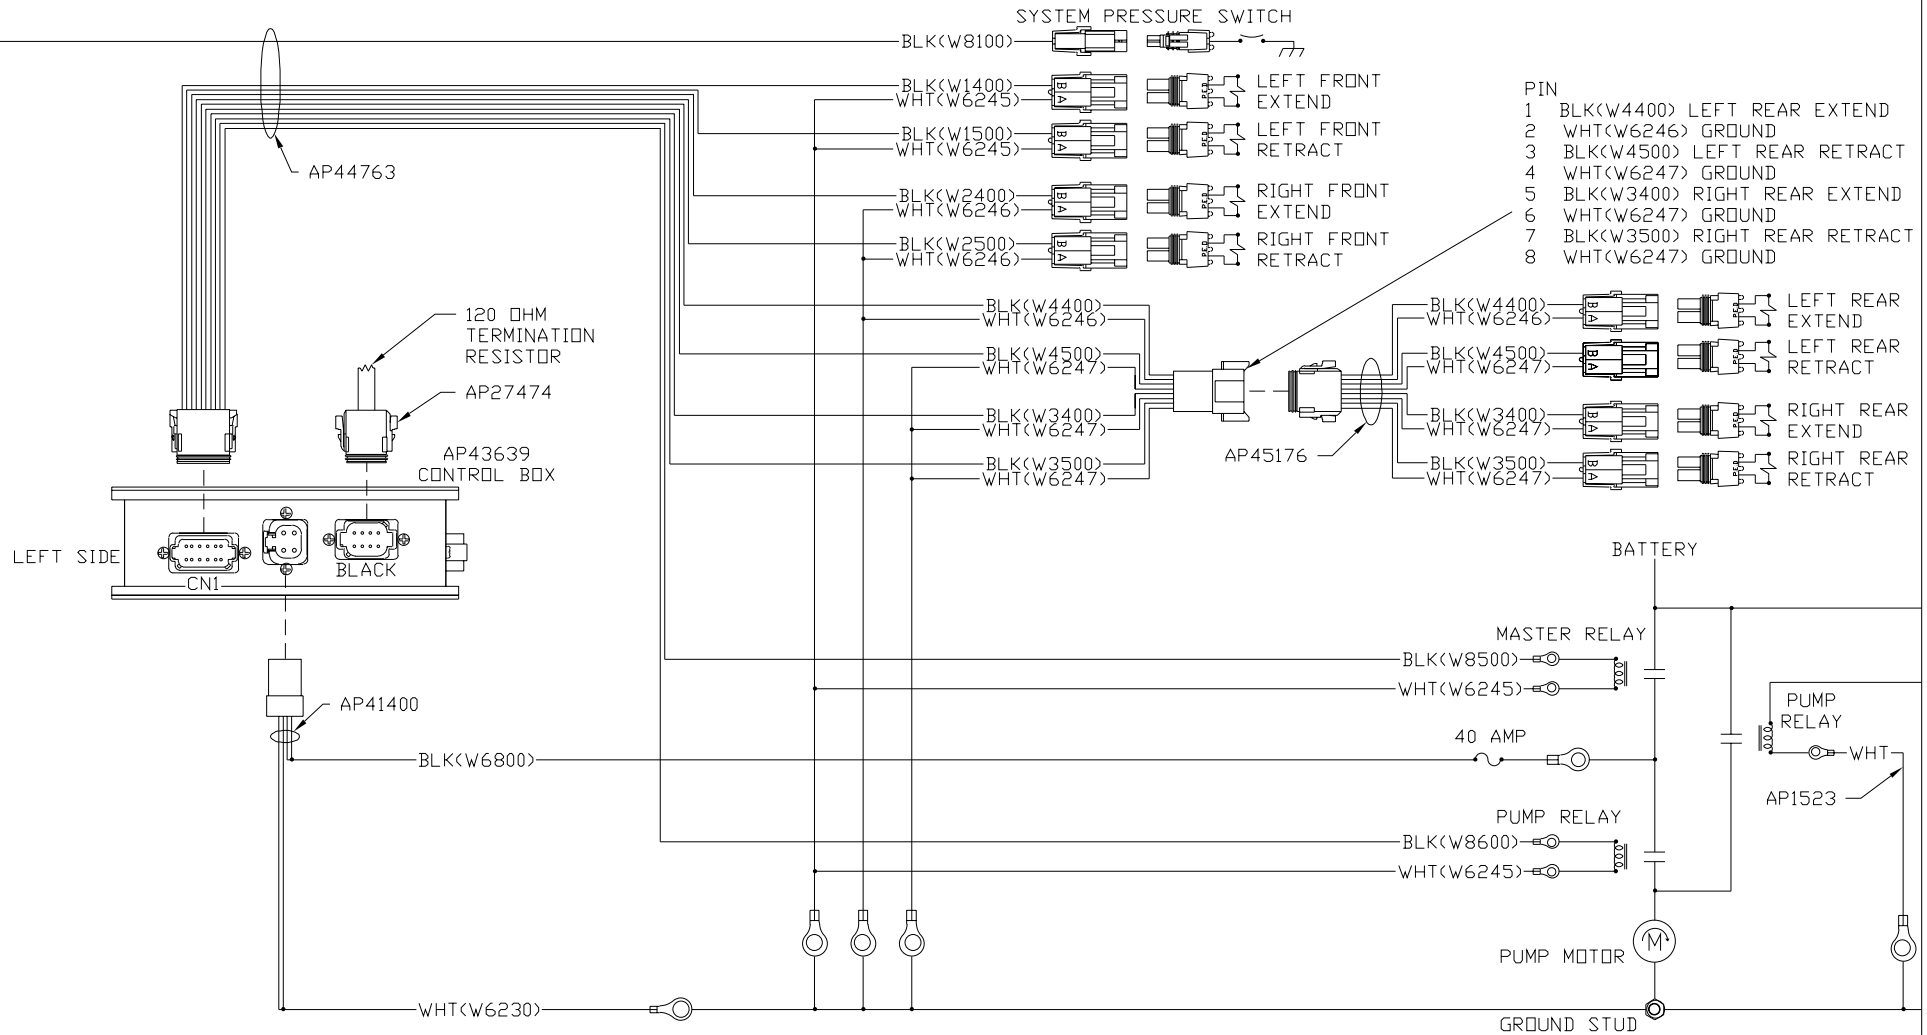 SYSTEM PRESSURE SWITCH
BLK(W8100)
BLK(W1400)
WHT(W6245)
B
A
LEFT FRONT
EXTEND
BLK(W1500)
WHT(W6245)
B
A
LEFT FRONT
RETRACT
AP44763
BLK(W2400)
WHT(W6246)
B
A
RIGHT FRONT
EXTEND
BLK(W2500)
WHT(W6246)
B
A
RIGHT FRONT
RETRACT
PIN
1 BLK(W4400) LEFT REAR EXTEND
2 WHT(W6246) GROUND
3 BLK(W4500) LEFT REAR RETRACT
4 WHT(W6247) GROUND
5 BLK(W3400) RIGHT REAR EXTEND
6 WHT(W6247) GROUND
7 BLK(W3500) RIGHT REAR RETRACT
8 WHT(W6247) GROUND
120 OHM
TERMINATION
RESISTOR
AP27474
AP43639
CONTROL BOX
BLK(W4400)
WHT(W6246)
BLK(W4500)
WHT(W6247)
BLK(W3400)
WHT(W6247)
BLK(W3500)
WHT(W6247)
AP45176
BLK(W4400)
WHT(W6246)
B
A
LEFT REAR
EXTEND
BLK(W4500)
WHT(W6247)
B
A
LEFT REAR
RETRACT
BLK(W3400)
WHT(W6247)
B
A
RIGHT REAR
EXTEND
BLK(W3500)
WHT(W6247)
B
A
RIGHT REAR
RETRACT
LEFT SIDE
CN1
BLACK
AP41400
BATTERY
MASTER RELAY
BLK(W8500)
WHT(W6245)
PUMP
RELAY
WHT
AP1523
40 AMP
BLK(W6800)
PUMP RELAY
BLK(W8600)
WHT(W6245)
M
PUMP MOTOR
WHT(W6230)
GROUND STUD